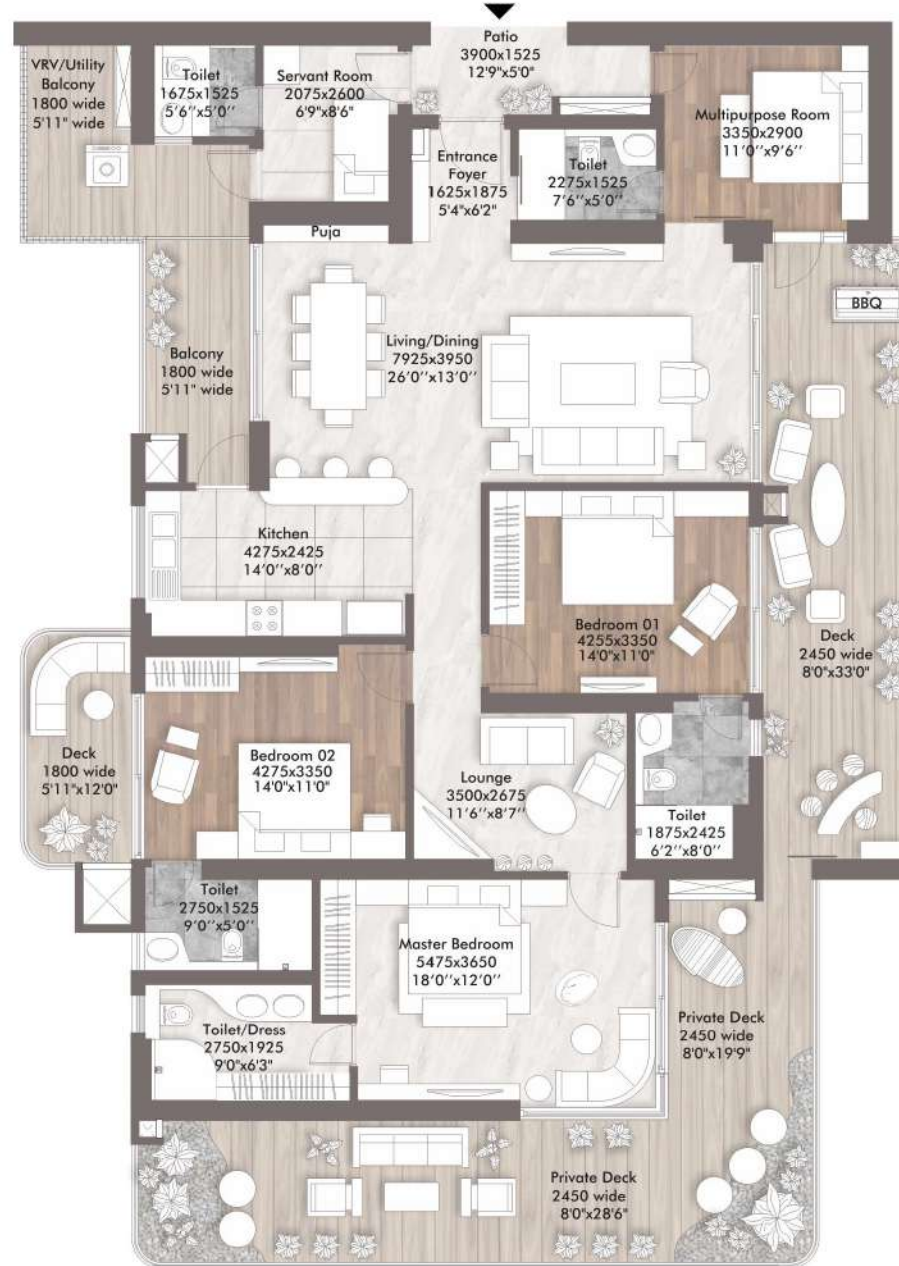 Patio
3900x1525
12'9"x5'0"
VRV/Utility
Balcony
1800 wide
5'11" wide
Toilet
1675x1525
5'6"x5'0''
Servant Room
2075x2600
6'9"x8'6"
Multipurpose Room
3350x2900
11'0''x9'6''
Entrance
Foyer
1625x1875
5'4"x6'2"
Toilet
2275x1525
7'6''x5'0''
Puja
BBQ
Living/Dining
7925x3950
26'0''x13'0''
Balcony
1800 wide
5'11" wide
Kitchen
4275x2425
14'0''x8'0''
Bedroom 01
4255x3350
14'0"x11'0"
Deck
2450 wide
8'0"x33'0"
Deck
1800 wide
5'11"x12'0"
Bedroom 02
4275x3350
14'0"x11'0"
Lounge
3500x2675
11'6''x8'7''
Toilet
1875x2425
6'2''x8'0''
Toilet
2750x1525
9'0''x5'0''
Master Bedroom
5475x3650
18'0''x12'0''
Toilet/Dress
2750x1925
9'0"x6'3"
Private Deck
2450 wide
8'0"x19'9"
Private Deck
2450 wide
8'0"x28'6"